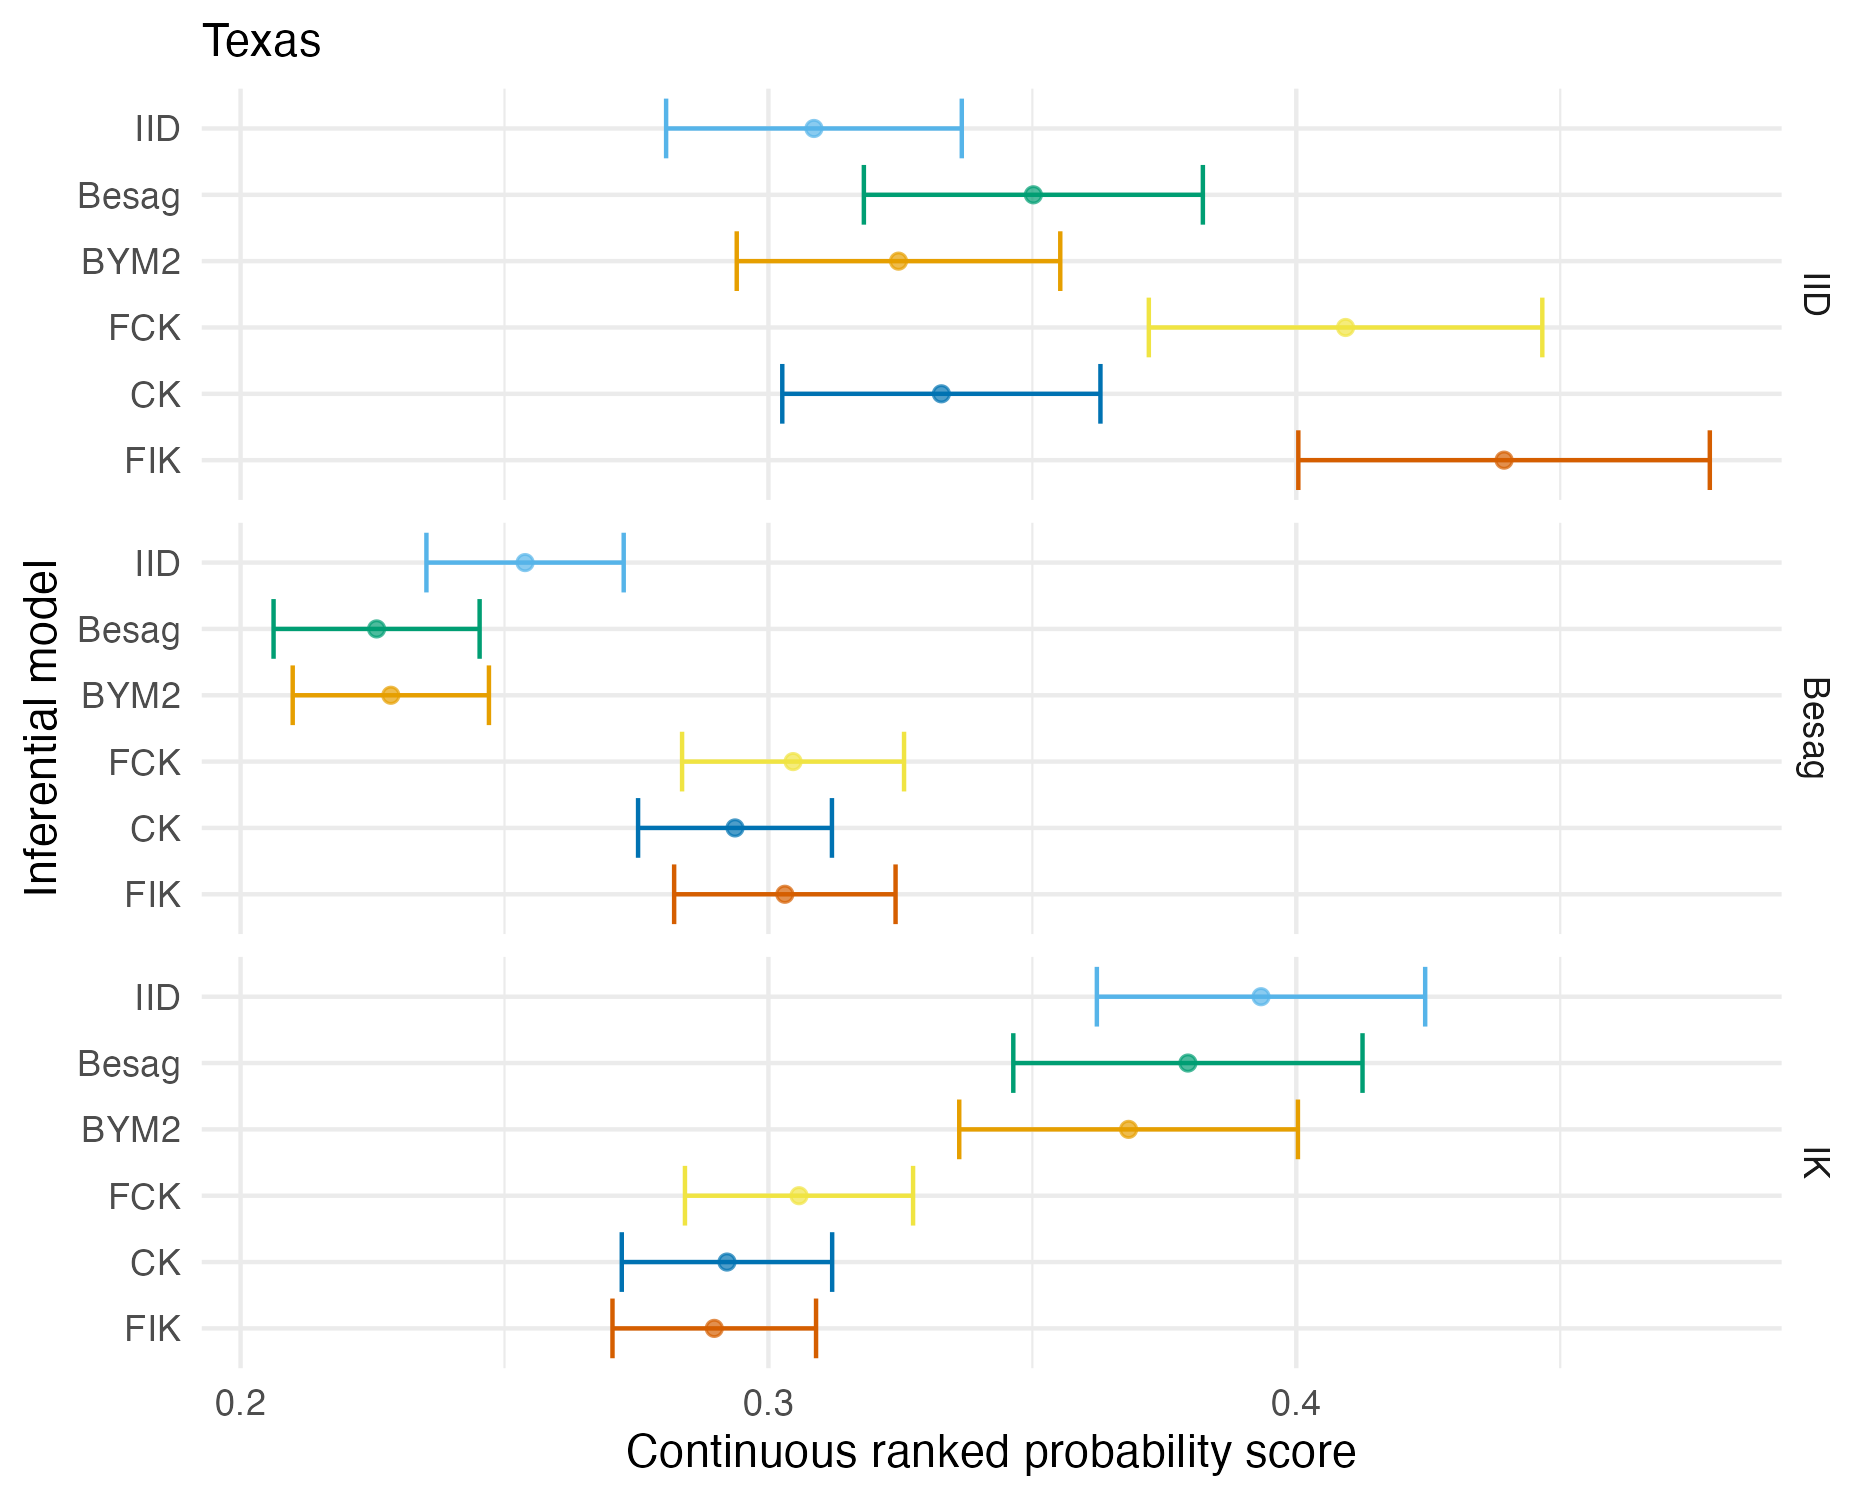 Texas
IID
Besag
BYM2
FCK
CK
FIK
IID
IID
Besag
BYM2
FCK
CK
FIK
Besag
IID
Besag
BYM2
FCK
CK
FIK
IK
Inferential model
0.2 0.3 0.4
Continuous ranked probability score